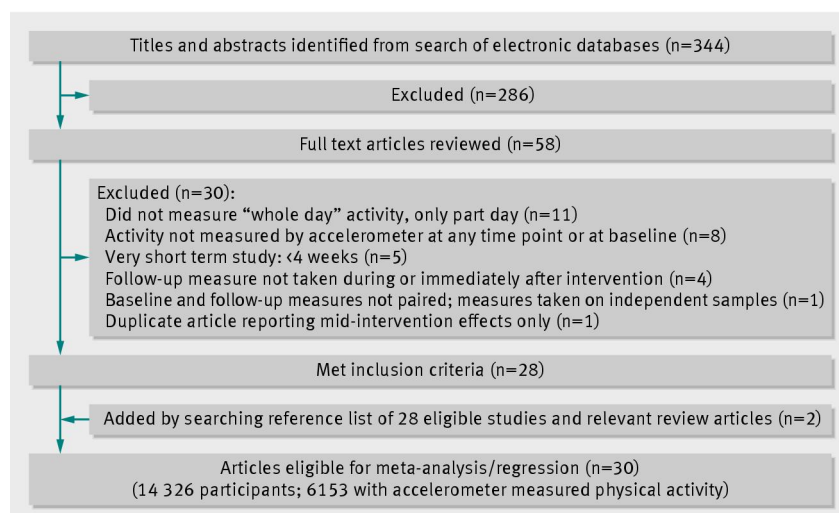 Titles and abstracts identified from search of electronic databases (n=344)
Excluded (n=286)
Full text articles reviewed (n=58)
Excluded (n=30):
Did not measure “whole day” activity, only part day (n=11)
Activity not measured by accelerometer at any time point or at baseline (n=8)
Very short term study: <4 weeks (n=5)
Follow-up measure not taken during or immediately after intervention (n=4)
Baseline and follow-up measures not paired; measures taken on independent samples (n=1)
Duplicate article reporting mid-intervention effects only (n=1)
Met inclusion criteria (n=28)
Added by searching reference list of 28 eligible studies and relevant review articles (n=2)
Articles eligible for meta-analysis/regression (n=30)
(14 326 participants; 6153 with accelerometer measured physical activity)